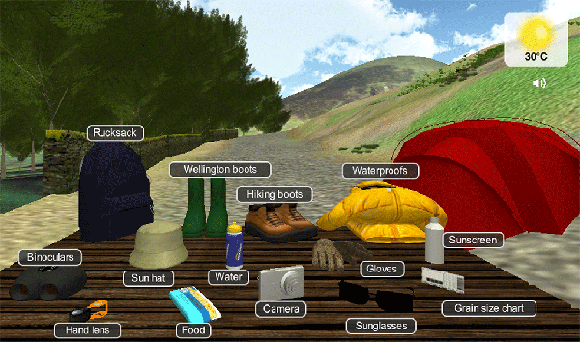 30°C
Rucksack
Wellington boots
Waterproofs
Hiking boots
Sunscreen
Binoculars
Sun hat
Water
Gloves
Camera
Grain size chart
Hand lens
Food
Sunglasses